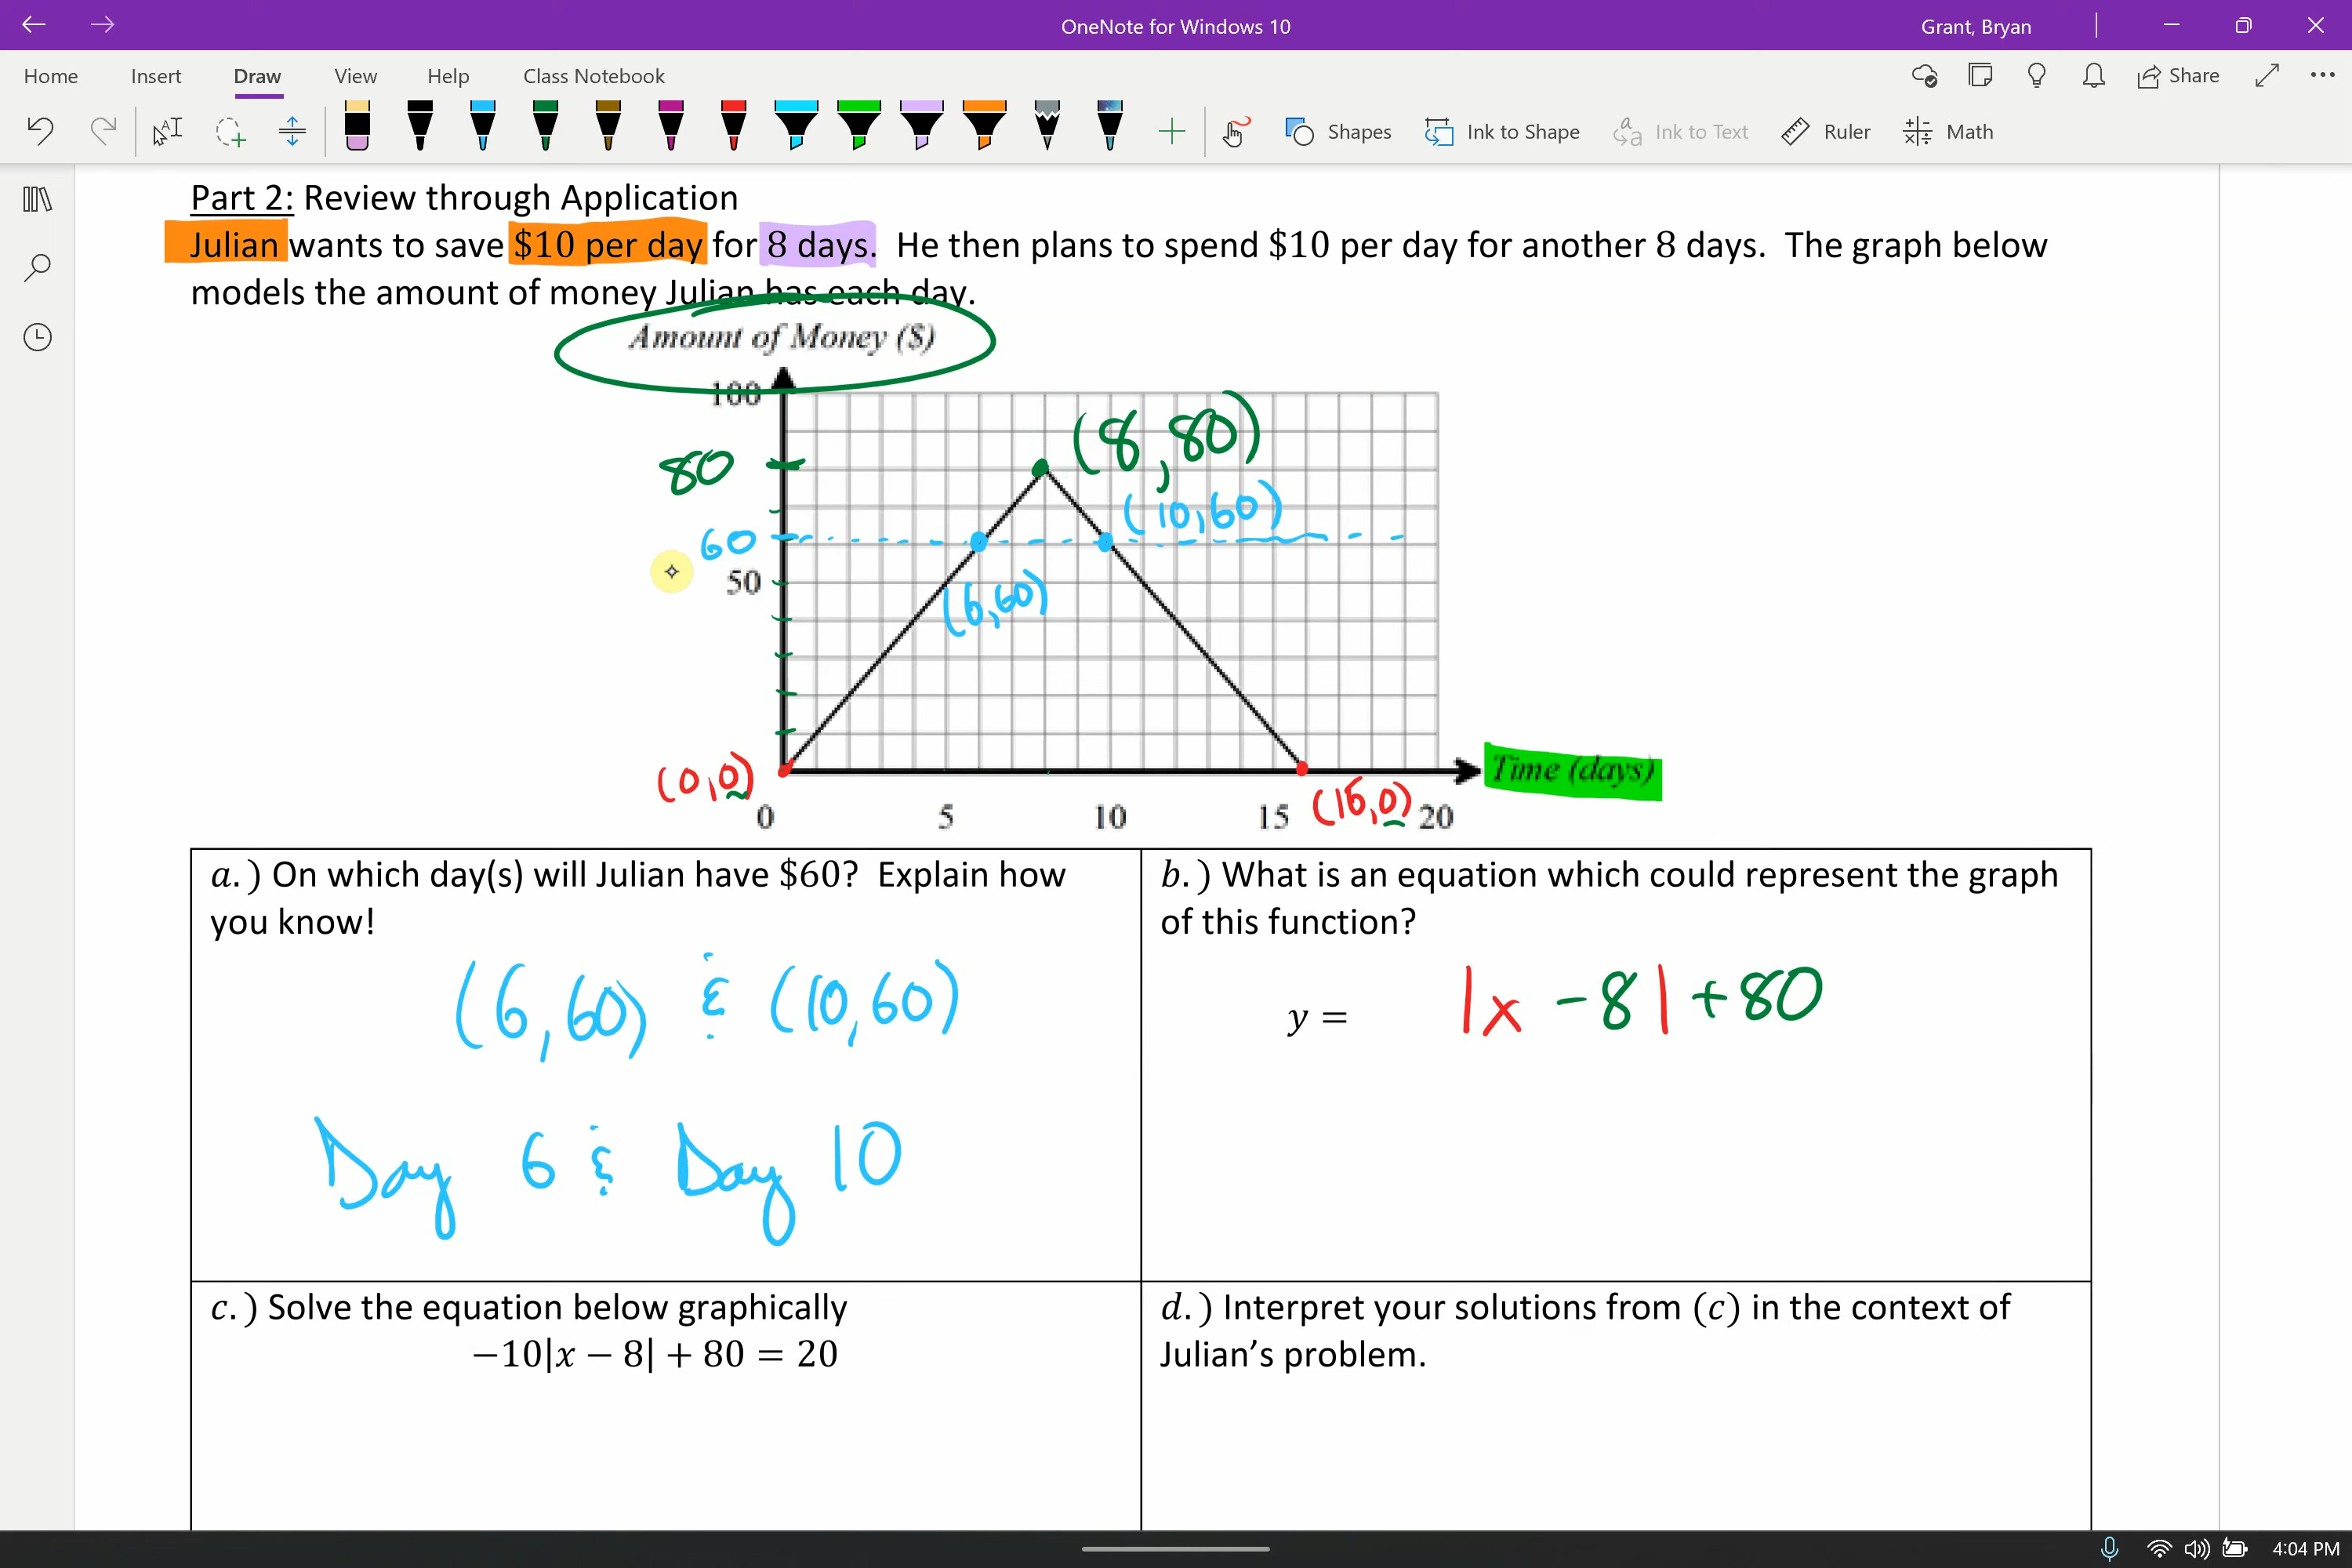 OneNote for Windows 10
Grant, Bryan
Home Insert Draw View Help Class Notebook
Share
Shapes Ink to Shape Ink to Text Ruler Math
Part 2: Review through Application
Julian wants to save $10 per day for 8 days. He then plans to spend $10 per day for another 8 days. The graph below
models the amount of money Julian has each day.
Amount of Money ($)
100
(8, 80)
80
(10,60)
60
50
(6,60)
Time (days)
(0,0)
(16,0)
0 5 10 15 20
a.) On which day(s) will Julian have $60? Explain how
you know!
(6,60) & (10,60)
Day 6 & Day 10
b.) What is an equation which could represent the graph
of this function?
y = |x - 8| + 80
c.) Solve the equation below graphically
−10|x − 8| + 80 = 20
d.) Interpret your solutions from (c) in the context of
Julian's problem.
4:04 PM